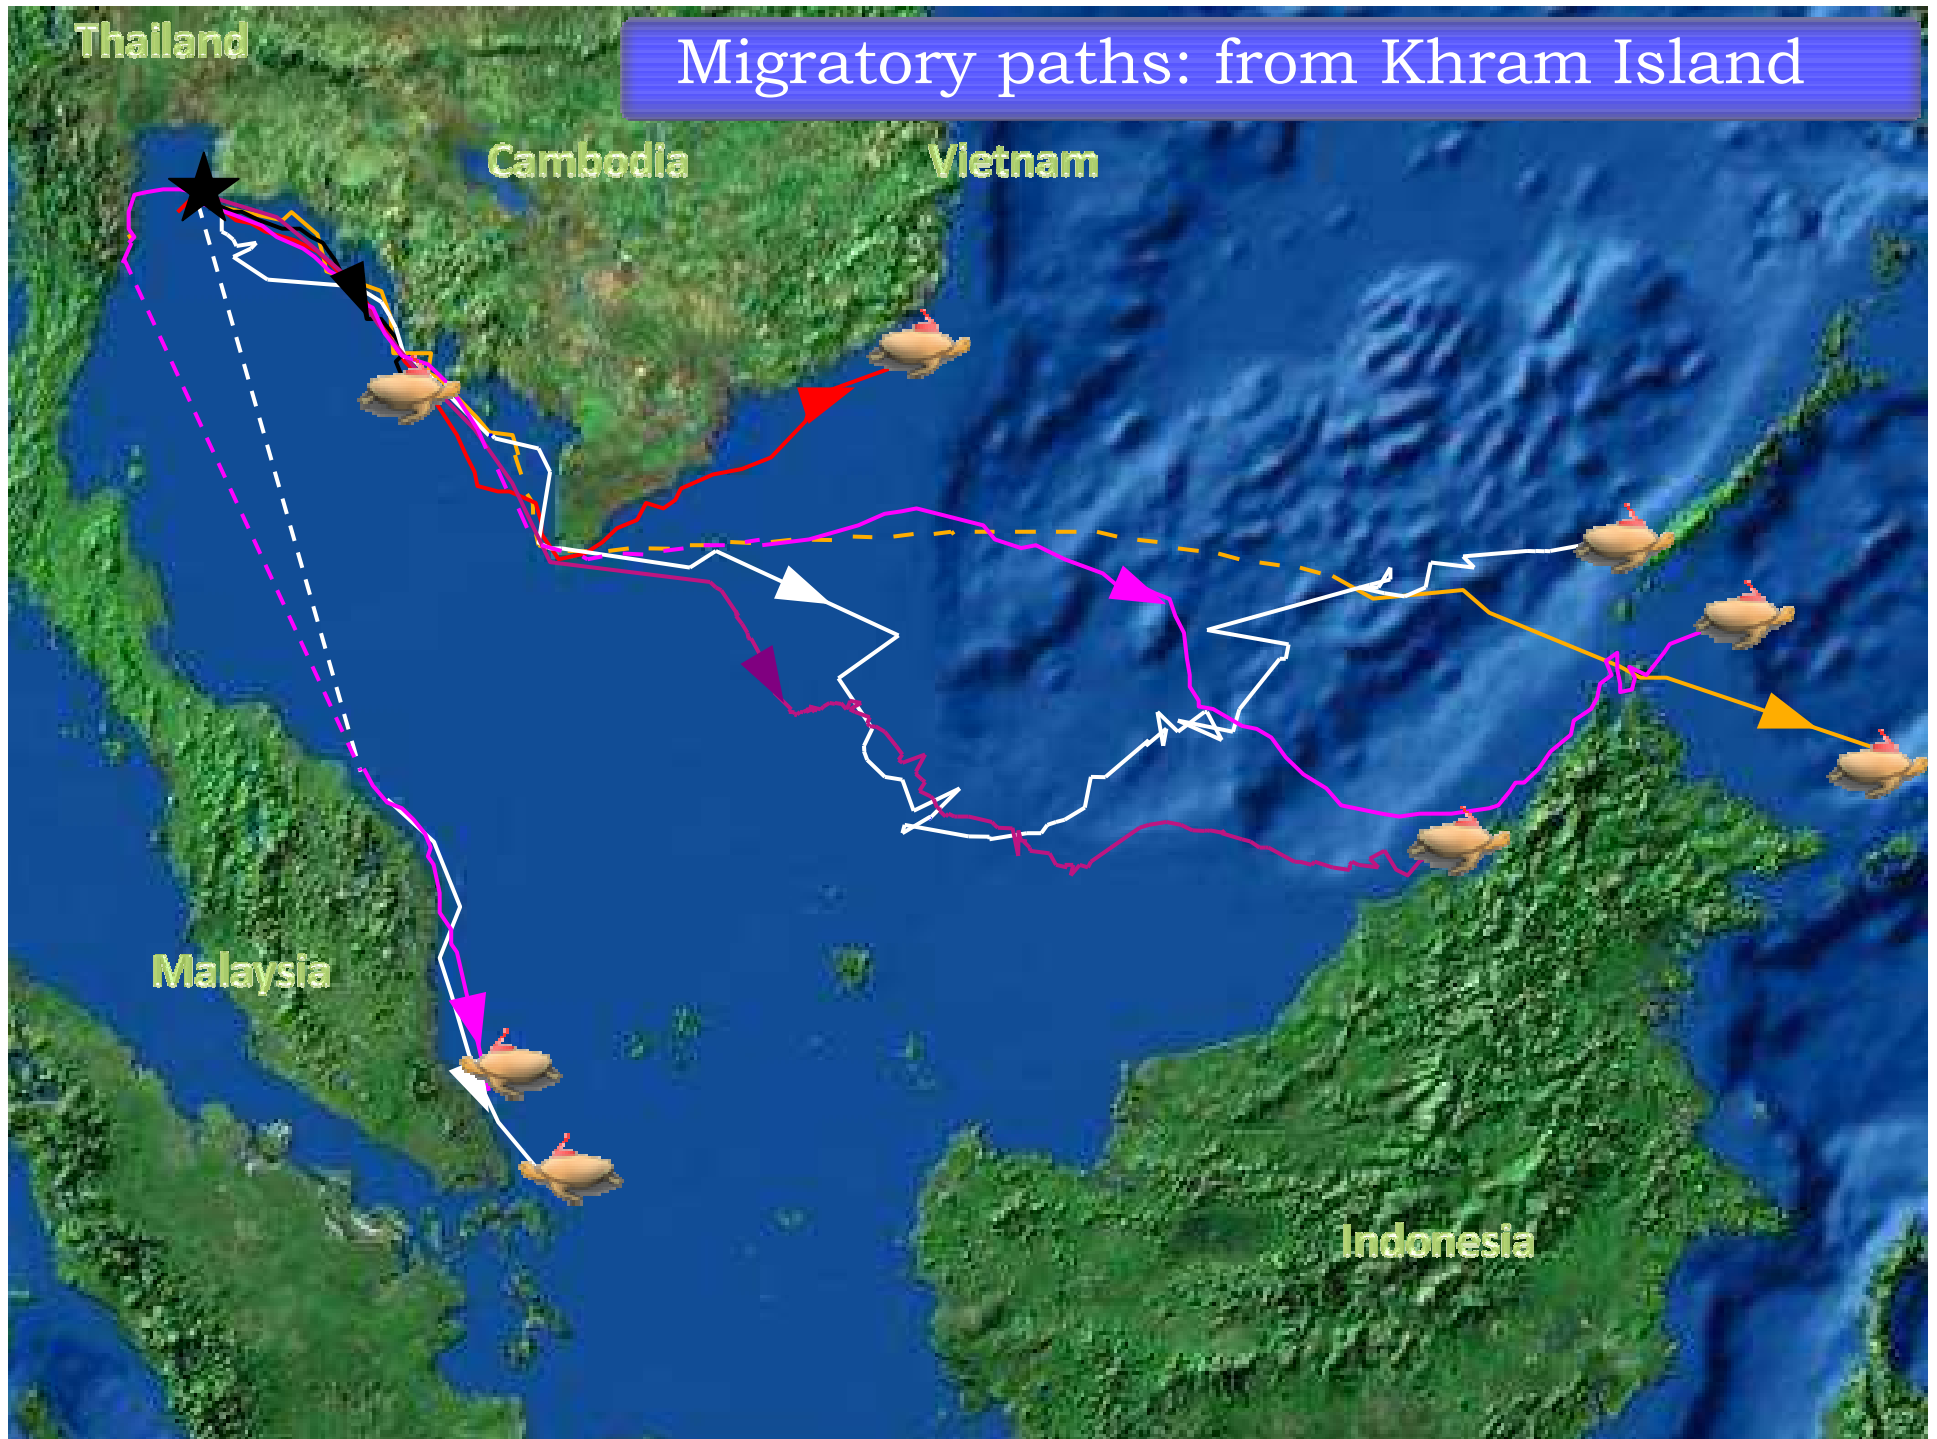 Migratory paths: from Khram Island
Thailand
Cambodia
Vietnam
Malaysia
Indonesia